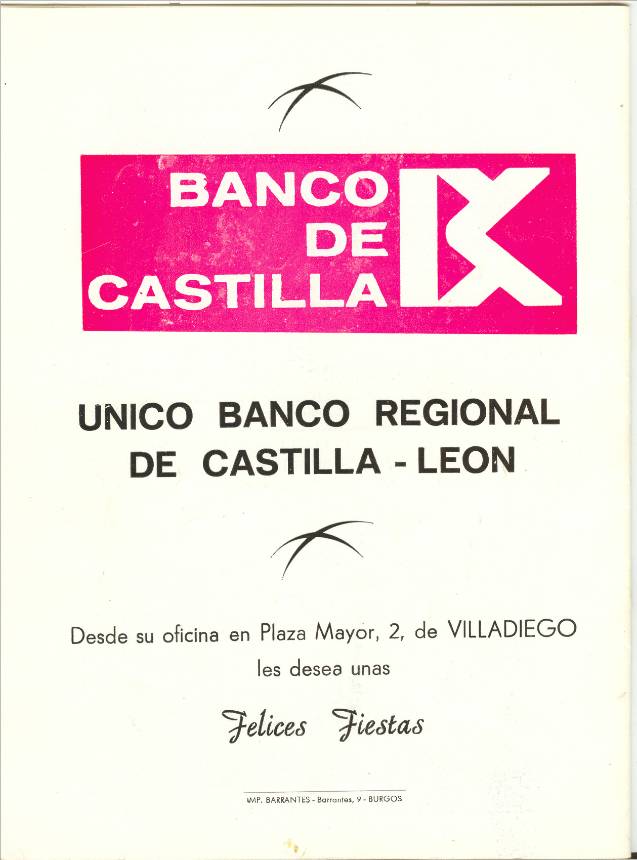 BANCO
DE
CASTILLA
UNICO BANCO REGIONAL
DE CASTILLA - LEON
Desde su oficina en Plaza Mayor, 2, de VILLADIEGO
les desea unas
Felices Fiestas
IMP. BARRANTES - Barrantes, 9 - BURGOS